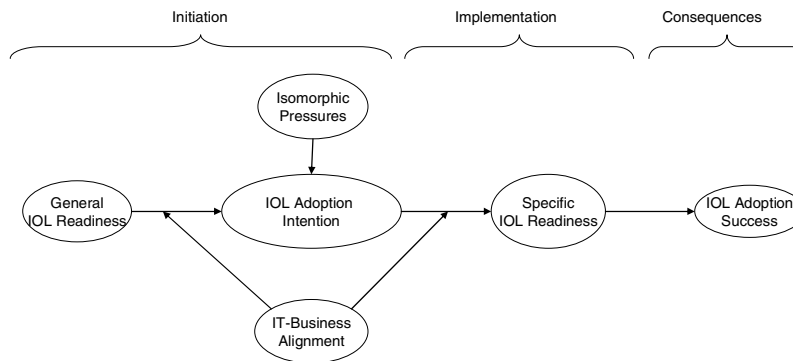 Initiation
Implementation
Consequences
Isomorphic
Pressures
General
IOL Readiness
IOL Adoption
Intention
Specific
IOL Readiness
IOL Adoption
Success
IT-Business
Alignment